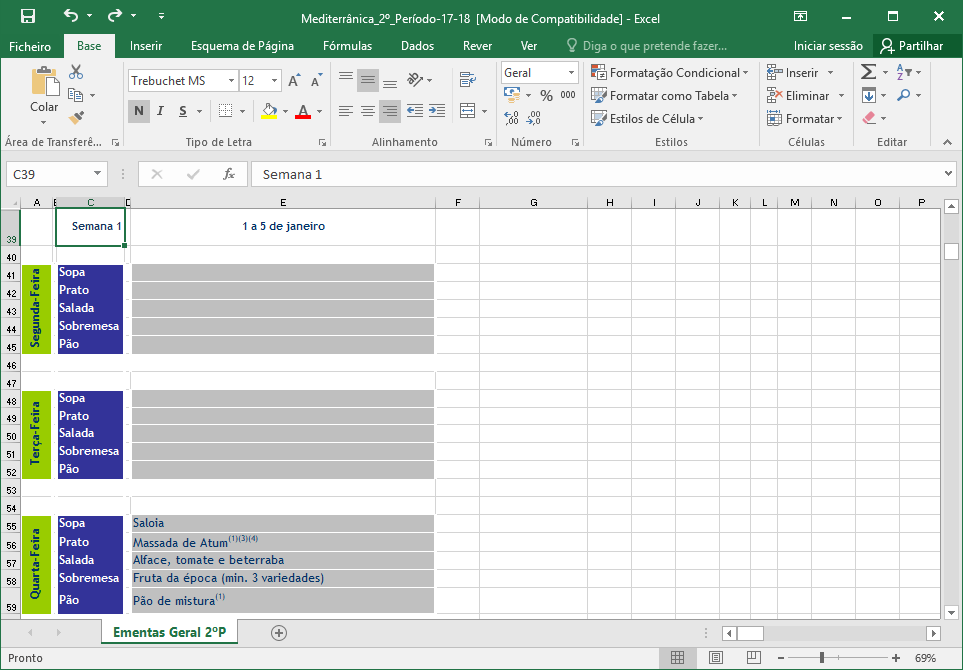 Mediterrânica_2º_Período-17-18 [Modo de Compatibilidade] - Excel
Ficheiro Base Inserir Esquema de Página Fórmulas Dados Rever Ver Diga o que pretende fazer... Iniciar sessão Partilhar
Colar
Área de Transferê...
Trebuchet MS 12
N I S
Tipo de Letra
Alinhamento
Geral
% 000
Número
Formatação Condicional
Formatar como Tabela
Estilos de Célula
Estilos
Inserir
Eliminar
Formatar
Células
Editar
C39 fx Semana 1
A B C D E F G H I J K L M N O P
39 Semana 1 1 a 5 de janeiro
40
Segunda-Feira
41 Sopa
42 Prato
43 Salada
44 Sobremesa
45 Pão
46
47
Terça-Feira
48 Sopa
49 Prato
50 Salada
51 Sobremesa
52 Pão
53
54
Quarta-Feira
55 Sopa Saloia
56 Prato Massada de Atum(1)(3)(4)
57 Salada Alface, tomate e beterraba
58 Sobremesa Fruta da época (min. 3 variedades)
59 Pão Pão de mistura(1)
Ementas Geral 2ºP
Pronto 69%